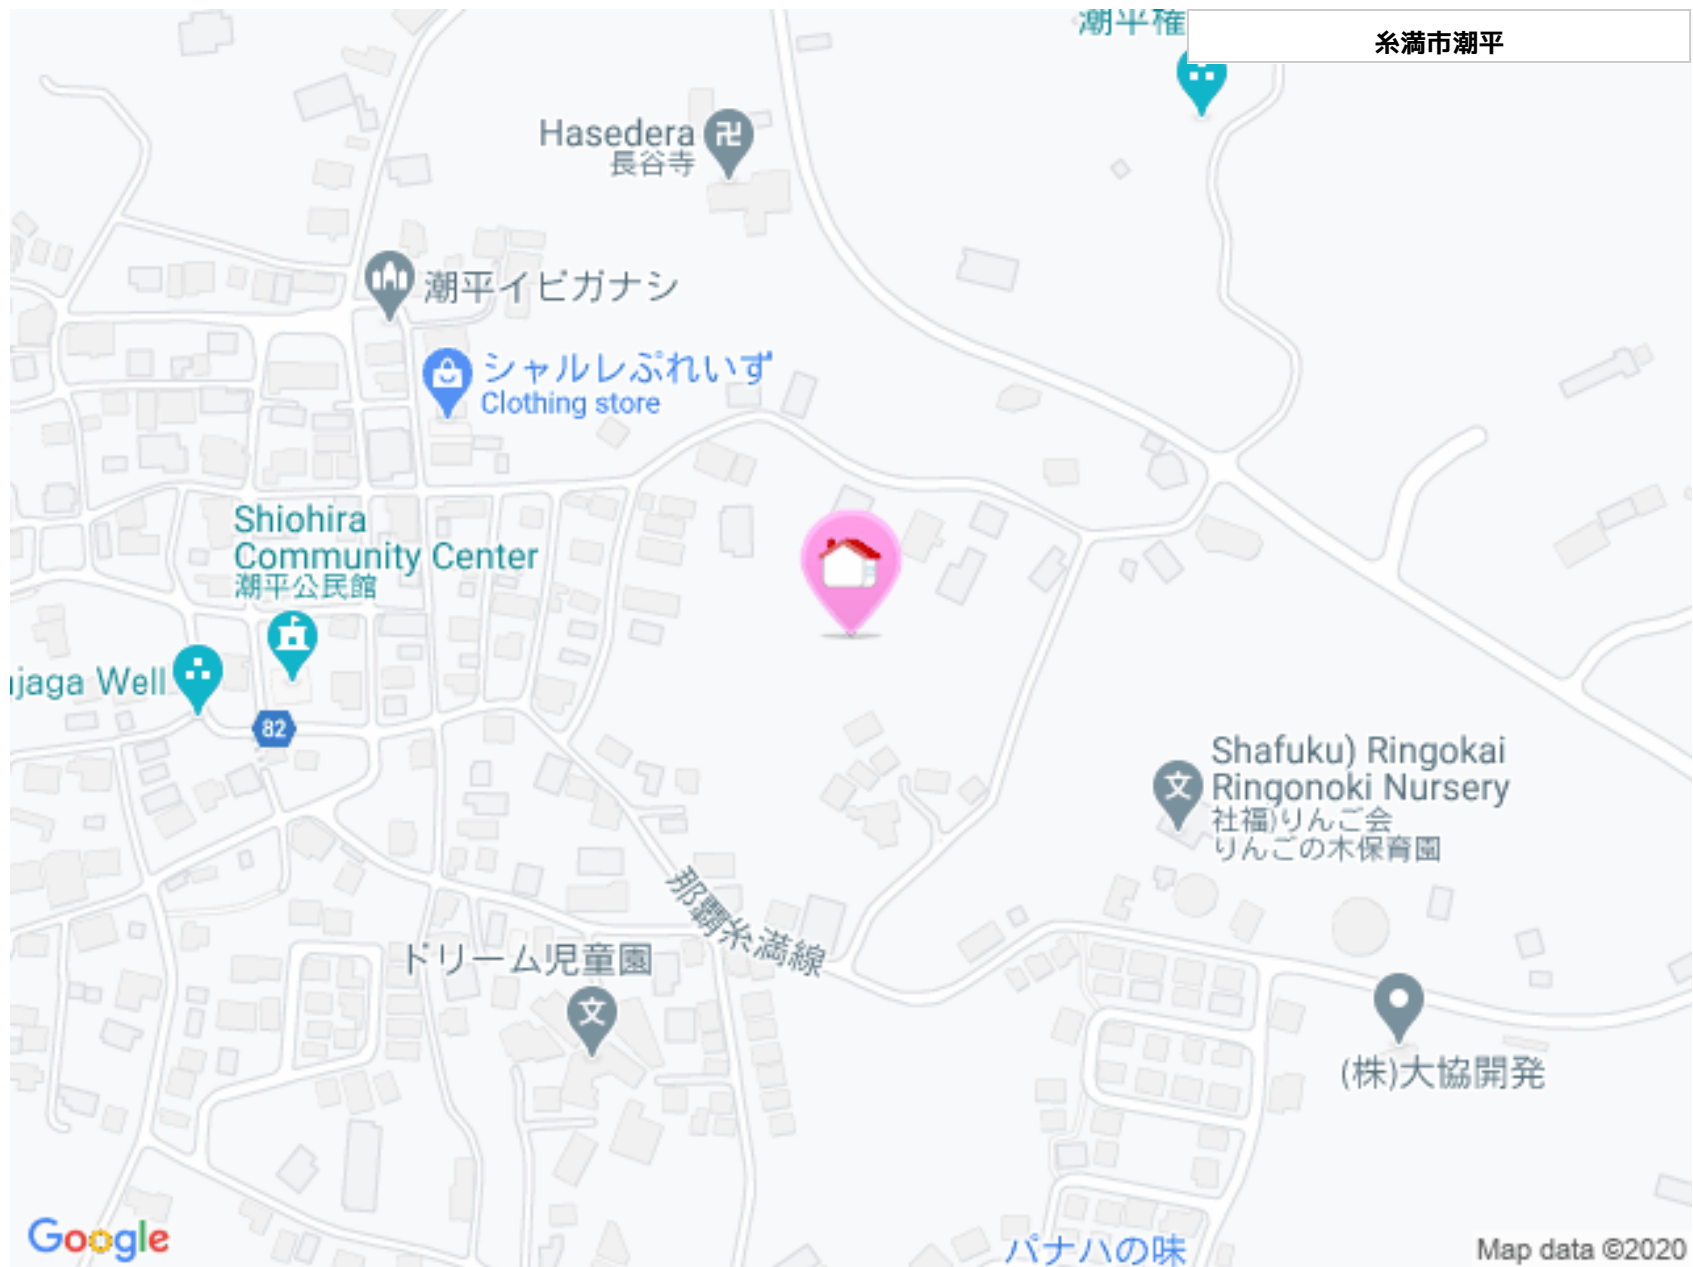 潮平権
糸満市潮平
Hasedera
長谷寺
潮平イビガナシ
シャルレぷれいず
Clothing store
Shiohira
Community Center
潮平公民館
jaga Well
82
Shafuku) Ringokai
Ringonoki Nursery
社福)りんご会
りんごの木保育園
那覇糸満線
ドリーム児童園
(株)大協開発
パナハの味
Google
Map data ©2020